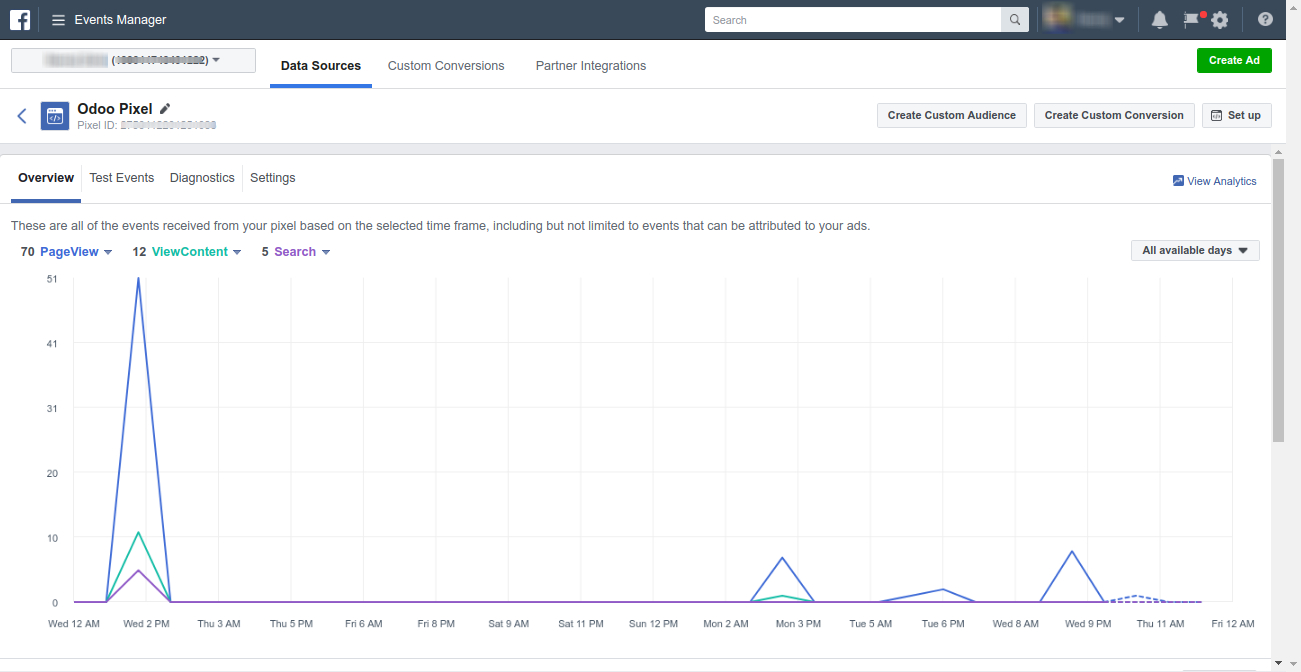 Events Manager
Search
Data Sources
Custom Conversions
Partner Integrations
Create Ad
Odoo Pixel
Pixel ID:
Create Custom Audience
Create Custom Conversion
Set up
Overview
Test Events
Diagnostics
Settings
View Analytics
These are all of the events received from your pixel based on the selected time frame, including but not limited to events that can be attributed to your ads.
70 PageView
12 ViewContent
5 Search
All available days
51
41
31
20
10
0
Wed 12 AM
Wed 2 PM
Thu 3 AM
Thu 5 PM
Fri 6 AM
Fri 8 PM
Sat 9 AM
Sat 11 PM
Sun 12 PM
Mon 2 AM
Mon 3 PM
Tue 5 AM
Tue 6 PM
Wed 8 AM
Wed 9 PM
Thu 11 AM
Fri 12 AM